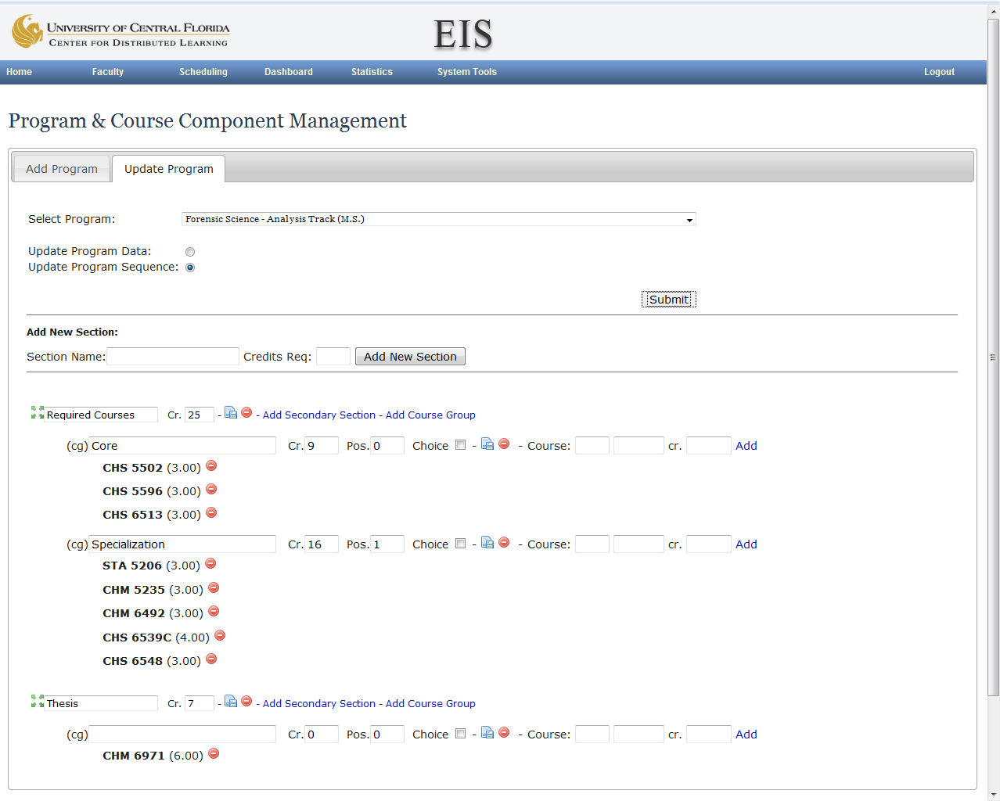 UNIVERSITY OF CENTRAL FLORIDA
CENTER FOR DISTRIBUTED LEARNING
EIS
Home Faculty Scheduling Dashboard Statistics System Tools Logout
Program & Course Component Management
Add Program Update Program
Select Program: Forensic Science - Analysis Track (M.S.)
Update Program Data:
Update Program Sequence:
Submit
Add New Section:
Section Name: Credits Req: Add New Section
Required Courses Cr. 25 - - Add Secondary Section - Add Course Group
(cg) Core Cr. 9 Pos. 0 Choice - - Course: cr. Add
CHS 5502 (3.00)
CHS 5596 (3.00)
CHS 6513 (3.00)
(cg) Specialization Cr. 16 Pos. 1 Choice - - Course: cr. Add
STA 5206 (3.00)
CHM 5235 (3.00)
CHM 6492 (3.00)
CHS 6539C (4.00)
CHS 6548 (3.00)
Thesis Cr. 7 - - Add Secondary Section - Add Course Group
(cg) Cr. 0 Pos. 0 Choice - - Course: cr. Add
CHM 6971 (6.00)